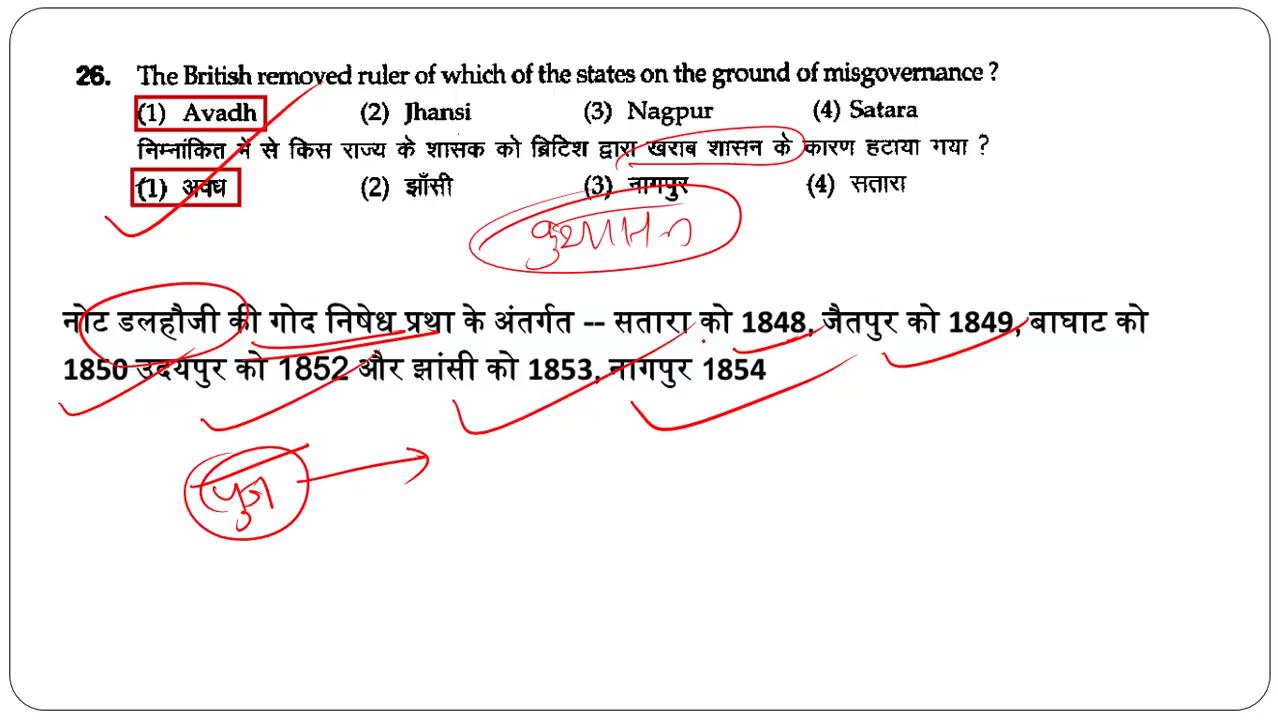 26. The British removed ruler of which of the states on the ground of misgovernance ?
(1) Avadh (2) Jhansi (3) Nagpur (4) Satara
निम्नांकित में से किस राज्य के शासक को ब्रिटिश द्वारा खराब शासन के कारण हटाया गया ?
(1) अवध (2) झाँसी (3) नागपुर (4) सतारा
कुशासन
नोट डलहौजी की गोद निषेध प्रथा के अंतर्गत -- सतारा को 1848, जैतपुर को 1849, बाघाट को
1850 उदयपुर को 1852 और झांसी को 1853, नागपुर 1854